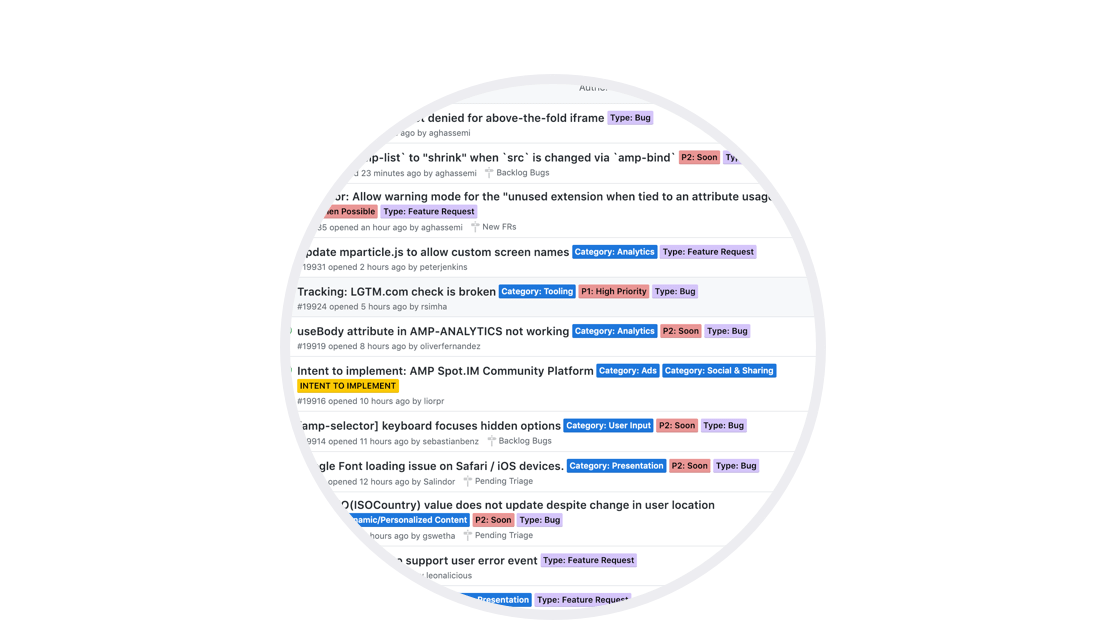 denied for above-the-fold iframe Type: Bug
ago by aghassemi
to "shrink" when `src` is changed via `amp-bind` P2: Soon
23 minutes ago by aghassemi Backlog Bugs
Allow warning mode for the "unused extension when tied to an attribute
Possible Type: Feature Request
opened an hour ago by aghassemi New FRs
mparticle.js to allow custom screen names Category: Analytics Type: Feature Request
19931 opened 2 hours ago by peterjenkins
Tracking: LGTM.com check is broken Category: Tooling P1: High Priority Type: Bug
#19924 opened 5 hours ago by rsimha
useBody attribute in AMP-ANALYTICS not working Category: Analytics P2: Soon Type: Bug
#19919 opened 8 hours ago by oliverfernandez
Intent to implement: AMP Spot.IM Community Platform Category: Ads Category: Social & Sharing
INTENT TO IMPLEMENT
#19916 opened 10 hours ago by liorpr
amp-selector] keyboard focuses hidden options Category: User Input P2: Soon Type: Bug
9914 opened 11 hours ago by sebastianbenz Backlog Bugs
gle Font loading issue on Safari / iOS devices. Category: Presentation P2: Soon Type: Bug
opened 12 hours ago by Salindor Pending Triage
(ISOCountry) value does not update despite change in user location
namic/Personalized Content P2: Soon Type: Bug
hours ago by gswetha Pending Triage
support user error event Type: Feature Request
leonalicious
Presentation Type: Feature Request